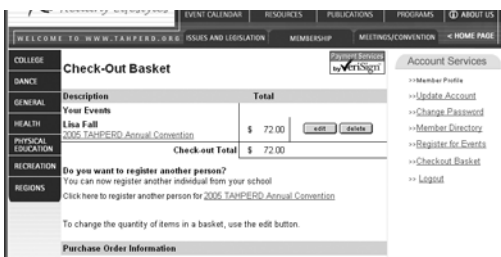 Healthy Lifestyles
EVENT CALENDAR RESOURCES PUBLICATIONS PROGRAMS ABOUT US
WELCOME TO WWW.TAHPERD.ORG ISSUES AND LEGISLATION MEMBERSHIP MEETINGS/CONVENTION < HOME PAGE
COLLEGE
DANCE
GENERAL
HEALTH
PHYSICAL
EDUCATION
RECREATION
REGIONS
Check-Out Basket
Payment Services
by VeriSign
Description Total
Your Events
Lisa Fall
2005 TAHPERD Annual Convention $ 72.00 edit delete
Check-out Total $ 72.00
Do you want to register another person?
You can now register another individual from your school
Click here to register another person for 2005 TAHPERD Annual Convention
To change the quantity of items in a basket, use the edit button.
Purchase Order Information
Account Services
>>Member Profile
>>Update Account
>>Change Password
>>Member Directory
>>Register for Events
>>Checkout Basket
>> Logout